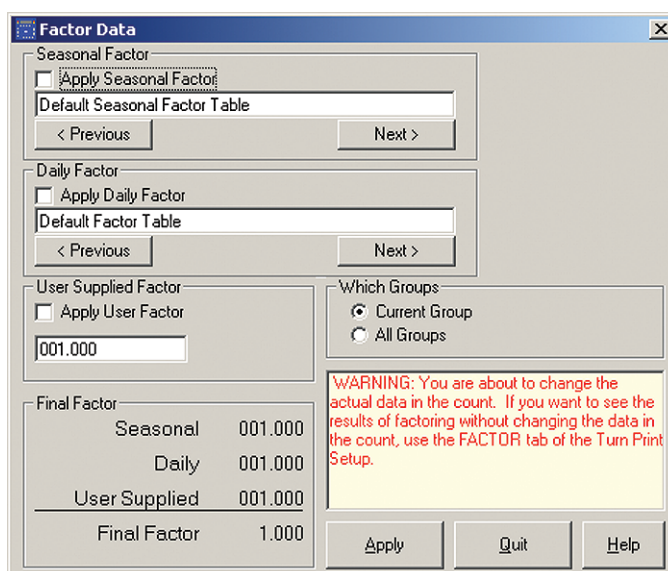 Factor Data
Seasonal Factor
Apply Seasonal Factor
Default Seasonal Factor Table
< Previous
Next >
Daily Factor
Apply Daily Factor
Default Factor Table
< Previous
Next >
User Supplied Factor
Apply User Factor
001.000
Which Groups
Current Group
All Groups
Final Factor
Seasonal 001.000
Daily 001.000
User Supplied 001.000
Final Factor 1.000
WARNING: You are about to change the
actual data in the count. If you want to see the
results of factoring without changing the data in
the count, use the FACTOR tab of the Turn Print
Setup.
Apply
Quit
Help